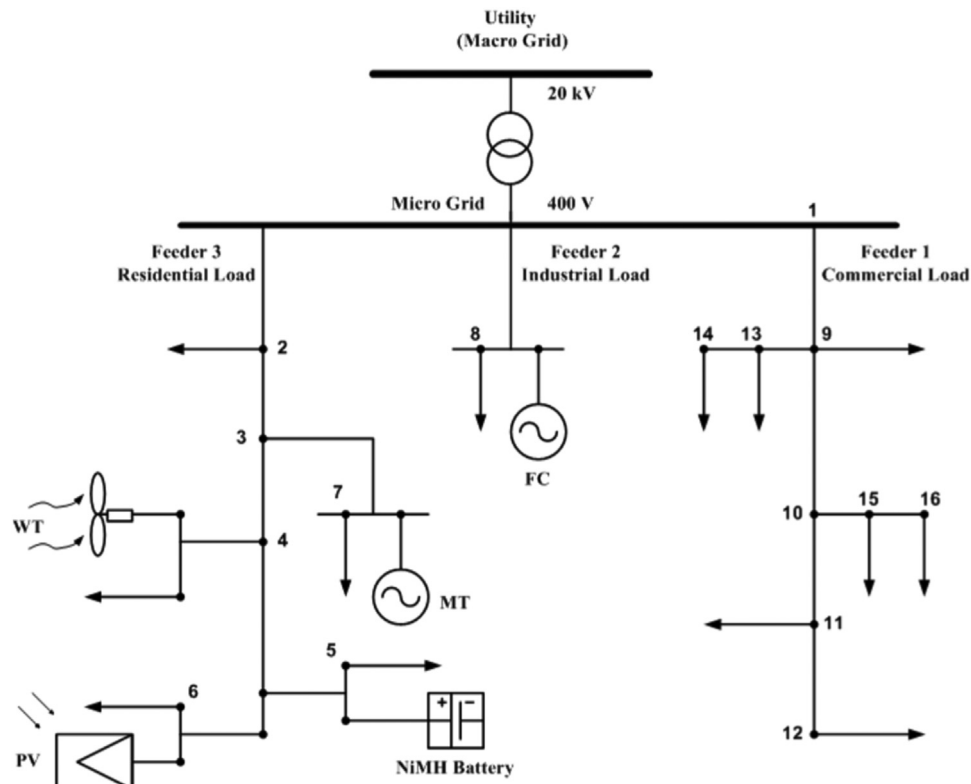 Utility
(Macro Grid)
20 kV
Micro Grid
400 V
1
Feeder 3
Residential Load
Feeder 2
Industrial Load
Feeder 1
Commercial Load
2
8
14
13
9
3
FC
7
15
16
WT
4
10
MT
5
11
6
+
−
12
PV
NiMH Battery